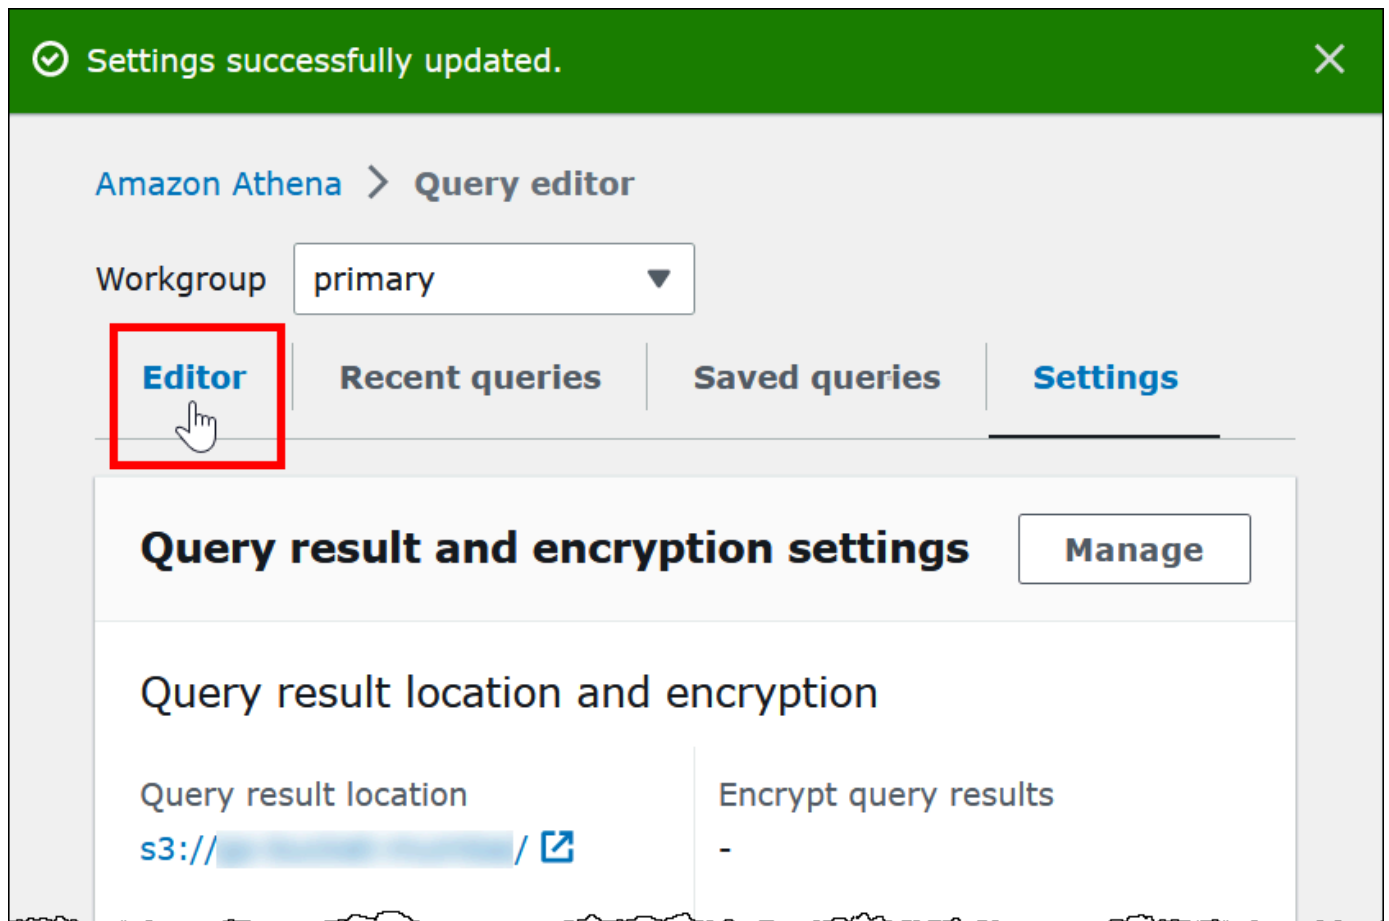 Settings successfully updated.
Amazon Athena > Query editor
Workgroup primary
Editor Recent queries Saved queries Settings
Query result and encryption settings Manage
Query result location and encryption
Query result location Encrypt query results
s3:// / -